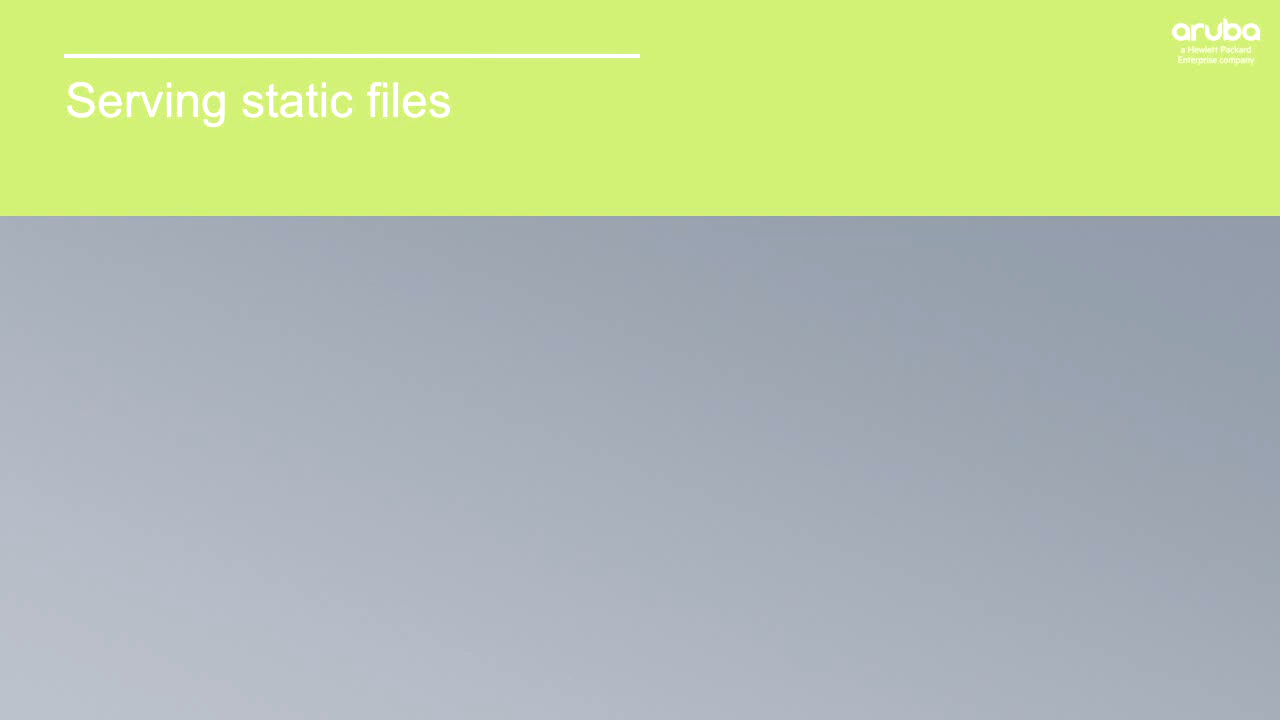 aruba
a Hewlett Packard
Enterprise company
Serving static files